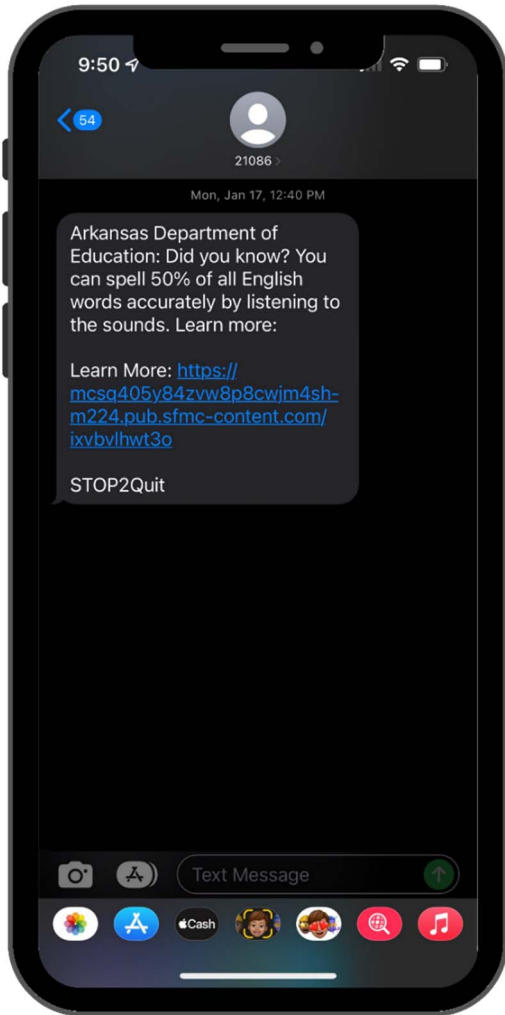 9:50
54
21086
Mon, Jan 17, 12:40 PM
Arkansas Department of
Education: Did you know? You
can spell 50% of all English
words accurately by listening to
the sounds. Learn more:
Learn More: https://
mcsq405y84zvw8p8cwjm4sh-
m224.pub.sfmc-content.com/
ixvbvlhwt3o
STOP2Quit
Text Message
Cash